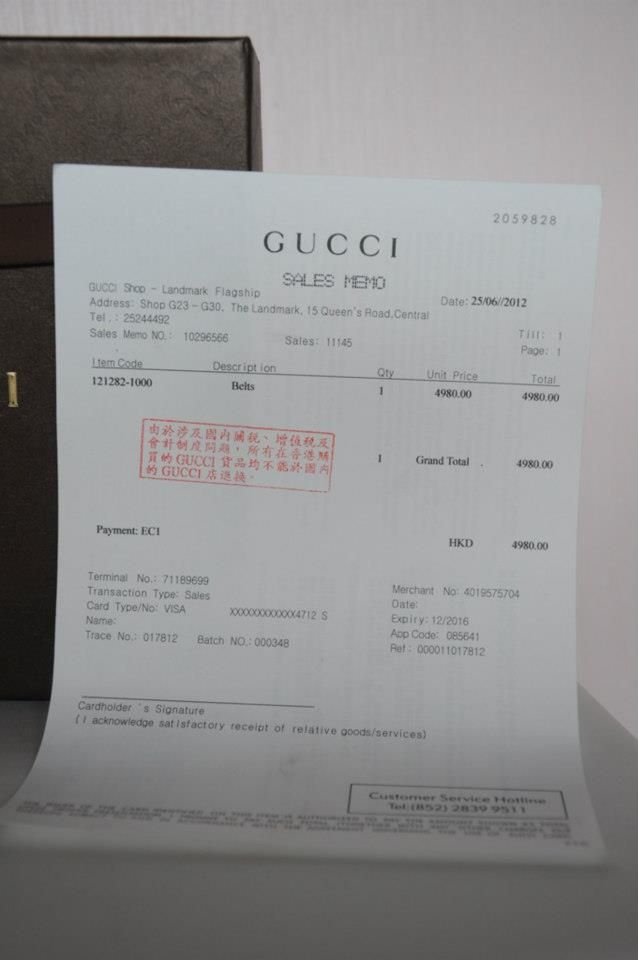 2059828
GUCCI
SALES MEMO
GUCCI Shop - Landmark Flagship
Date: 25/06//2012
Address: Shop G23 - G30, The Landmark, 15 Queen's Road,Central
Tel .: 25244492
Till: 1
Sales Memo NO.: 10296566 Sales: 11145
Page: 1
Item Code Description Qty Unit Price Total
121282-1000 Belts 1 4980.00 4980.00
由於涉及國內關稅、增值稅及
會計制度問題，所有在香港購
買的 GUCCI 貨品均不能於國內
的 GUCCI 店退換。
1 Grand Total . 4980.00
Payment: EC1
HKD 4980.00
Terminal No.: 71189699
Merchant No: 4019575704
Transaction Type: Sales
Date:
Card Type/No: VISA XXXXXXXXXXXX4712 S
Expiry: 12/2016
Name:
App Code: 085641
Trace No.: 017812 Batch NO.: 000348
Ref: 000011017812
Cardholder 's Signature
(I acknowledge satisfactory receipt of relative goods/services)
Customer Service Hotline
Tel:(852) 2839 9511